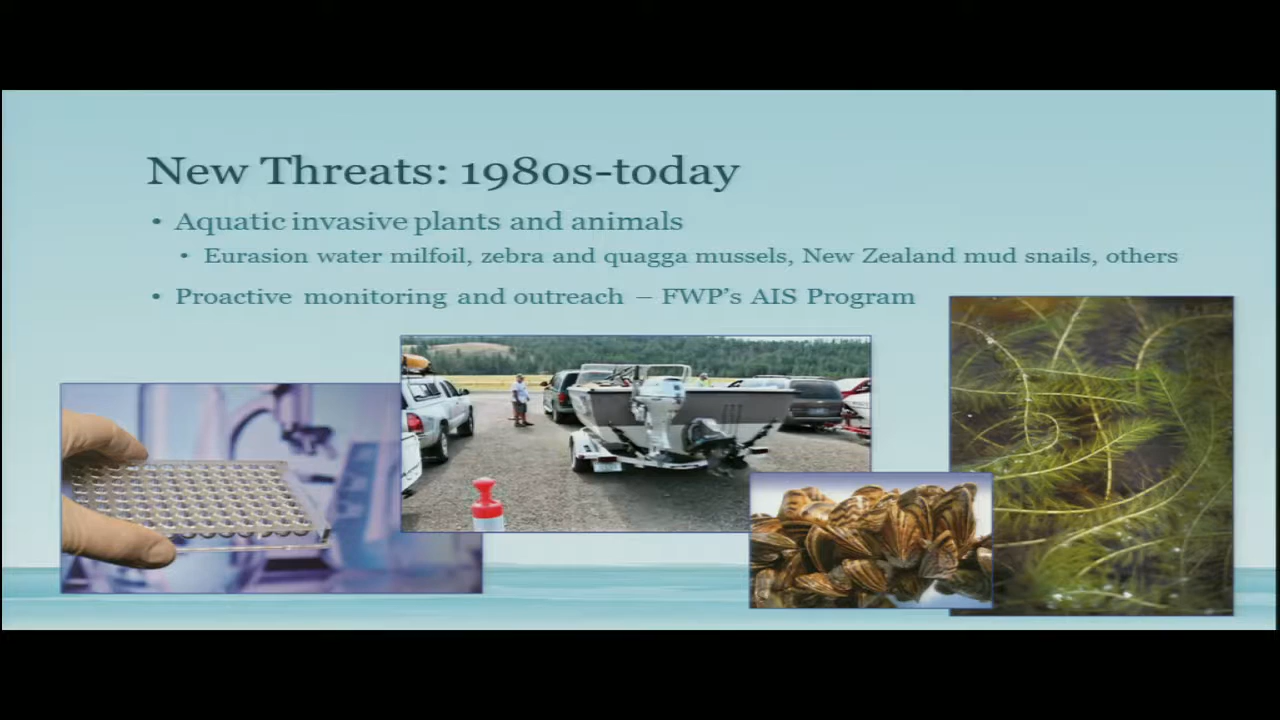 New Threats: 1980s-today
• Aquatic invasive plants and animals
• Eurasion water milfoil, zebra and quagga mussels, New Zealand mud snails, others
• Proactive monitoring and outreach – FWP's AIS Program